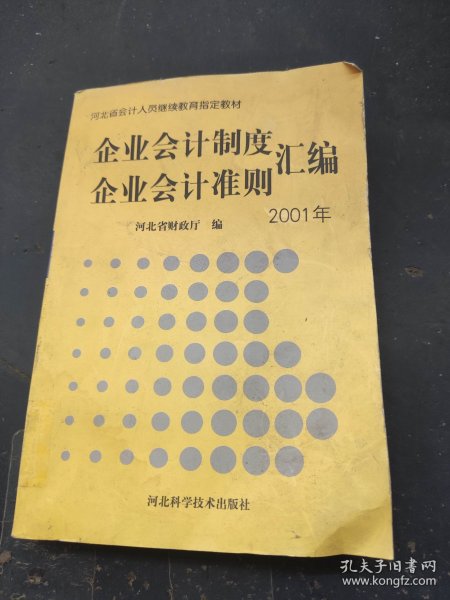 河北省会计人员继续教育指定教材
企业会计制度
企业会计准则
汇编
2001年
河北省财政厅 编
河北科学技术出版社
孔夫子旧书网
www.kongfz.com